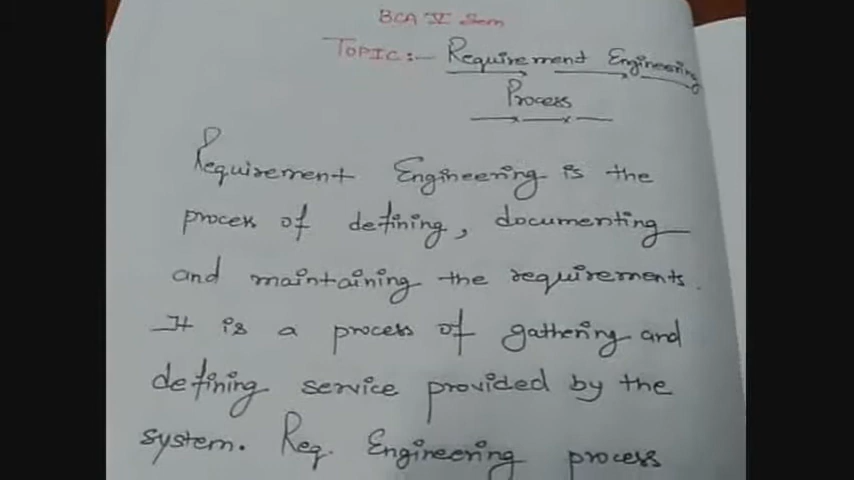 BCA V Sem
TOPIC:- Requirement Engineering
Process
Requirement Engineering is the
process of defining, documenting
and maintaining the requirements.
It is a process of gathering and
defining service provided by the
system. Req. Engineering process